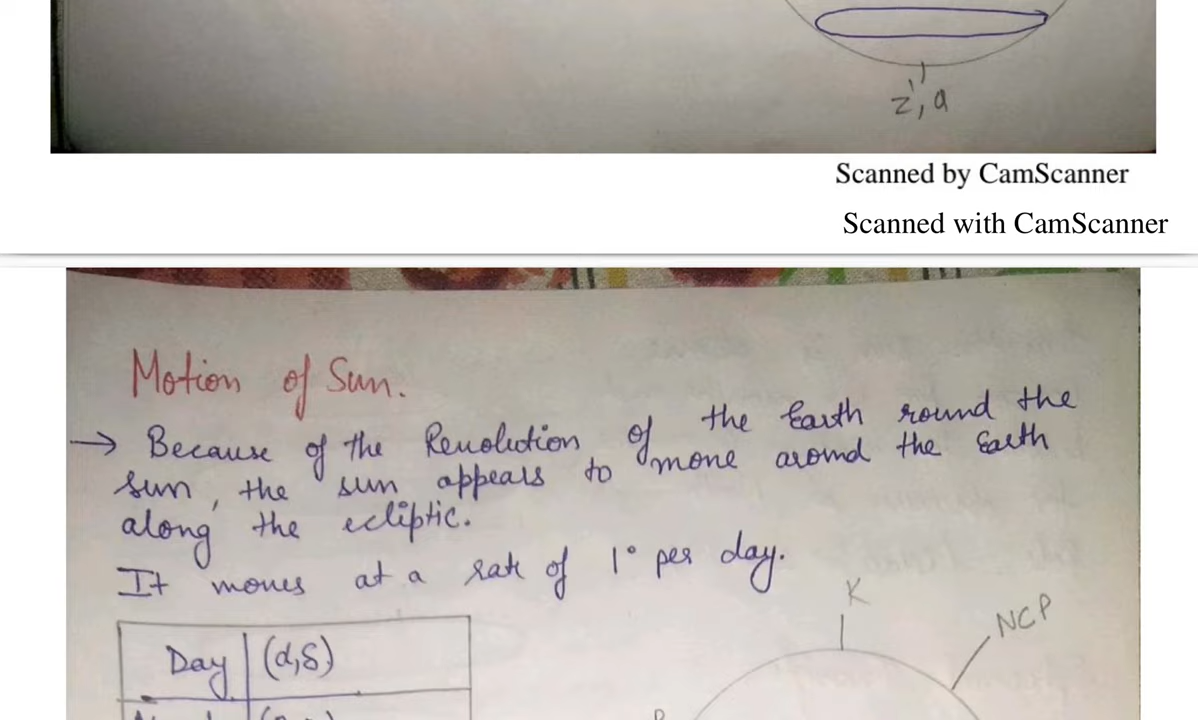 z', a
Scanned by CamScanner
Scanned with CamScanner
Motion of Sun.
→ Because of the Revolution of the Earth round the
sun, the sun appears to move around the Earth
along the ecliptic.
It moves at a rate of 1° per day.
K
NCP
Day (α,δ)